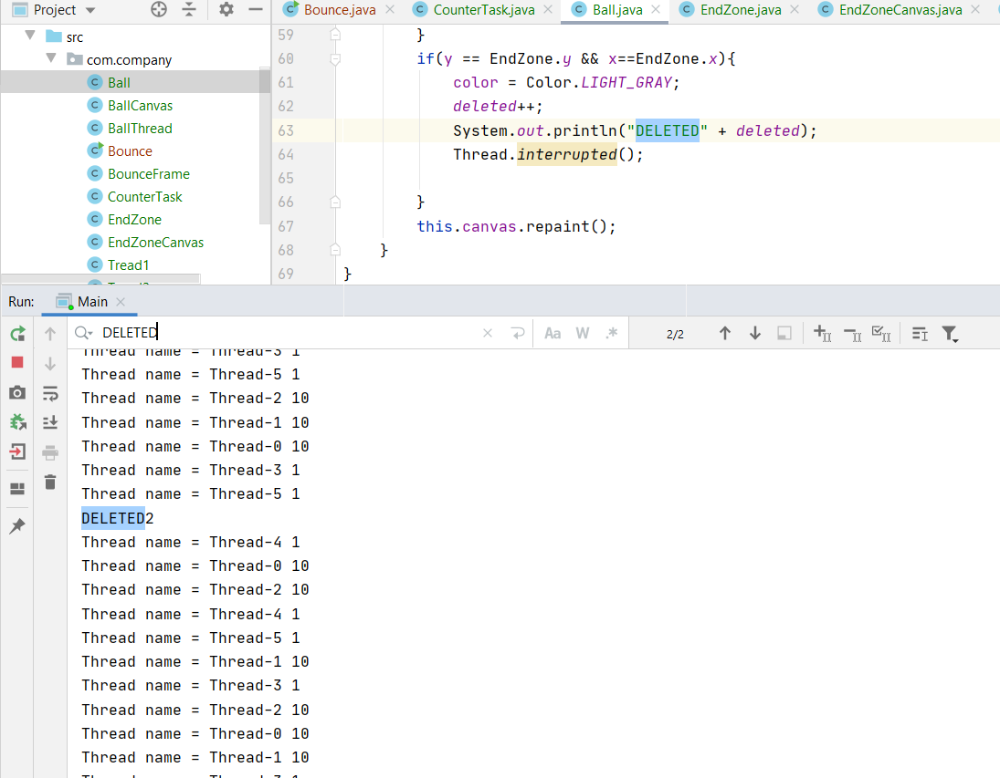 Project
Bounce.java
CounterTask.java
Ball.java
EndZone.java
EndZoneCanvas.java
src
com.company
Ball
BallCanvas
BallThread
Bounce
BounceFrame
CounterTask
EndZone
EndZoneCanvas
Tread1
59 }
60 if(y == EndZone.y && x==EndZone.x){
61 color = Color.LIGHT_GRAY;
62 deleted++;
63 System.out.println("DELETED" + deleted);
64 Thread.interrupted();
65
66 }
67 this.canvas.repaint();
68 }
69 }
Run: Main
DELETED
Aa W .* 2/2
Thread name = Thread-3 1
Thread name = Thread-5 1
Thread name = Thread-2 10
Thread name = Thread-1 10
Thread name = Thread-0 10
Thread name = Thread-3 1
Thread name = Thread-5 1
DELETED2
Thread name = Thread-4 1
Thread name = Thread-0 10
Thread name = Thread-2 10
Thread name = Thread-4 1
Thread name = Thread-5 1
Thread name = Thread-1 10
Thread name = Thread-3 1
Thread name = Thread-2 10
Thread name = Thread-0 10
Thread name = Thread-1 10